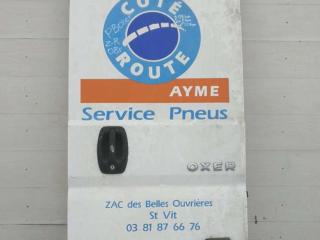 CÔTÉ
ROUTE
AYME
Service Pneus
OXER
ZAC des Belles Ouvrières
St Vit
03 81 87 66 76